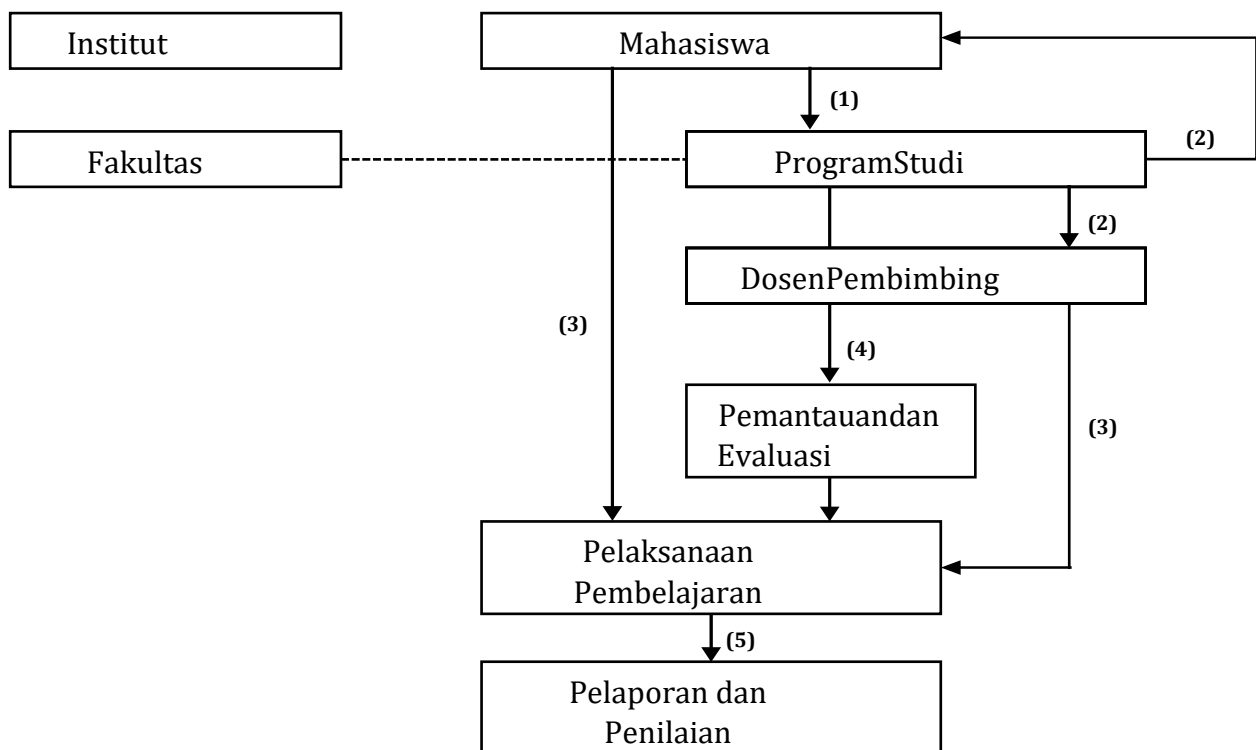 Institut
Mahasiswa
(1)
Fakultas
ProgramStudi
(2)
(2)
DosenPembimbing
(3)
(4)
Pemantauandan
Evaluasi
(3)
Pelaksanaan
Pembelajaran
(5)
Pelaporan dan
Penilaian